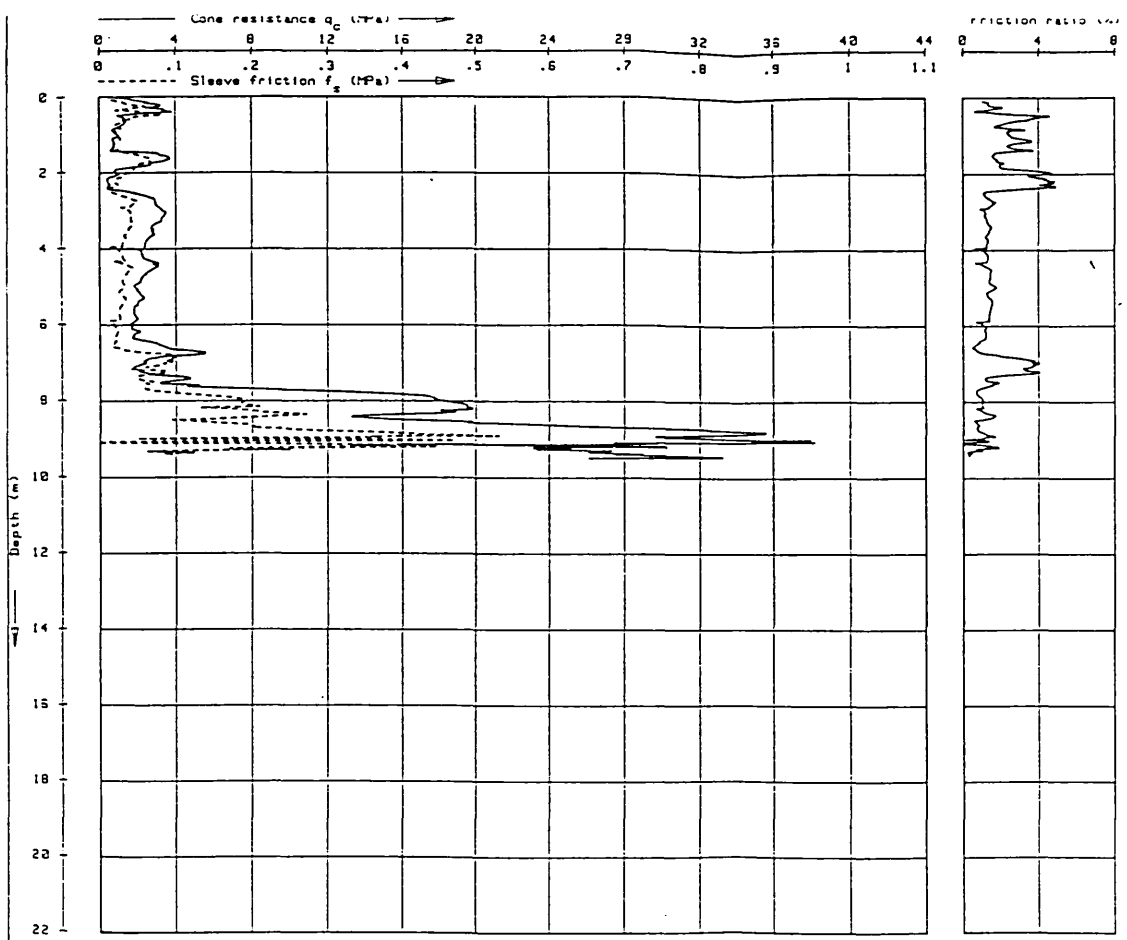 Cone resistance q_c (MPa)
Friction ratio (%)
0 4 8 12 16 20 24 29 32 36 40 44
0 .1 .2 .3 .4 .5 .6 .7 .8 .9 1 1.1
0 4 8
Sleeve friction f_s (MPa)
0
2
4
6
9
10
12
14
16
18
20
22
Depth (m)